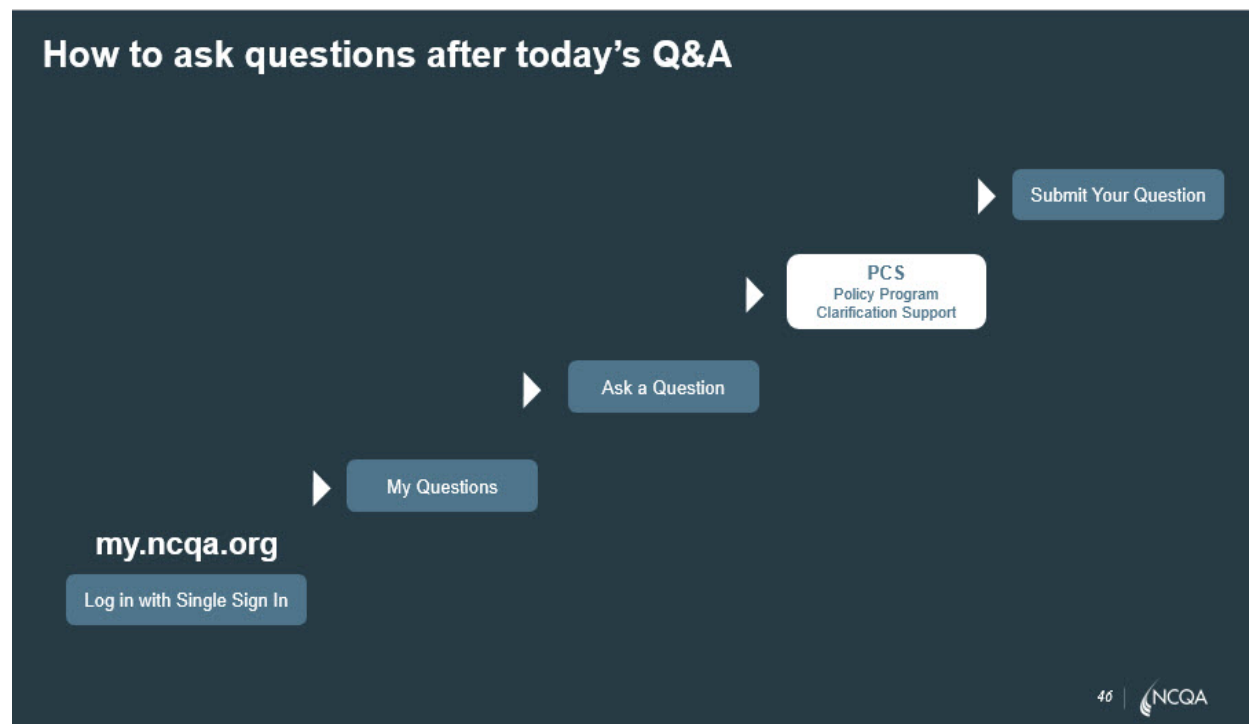 How to ask questions after today's Q&A
Submit Your Question
PCS
Policy Program
Clarification Support
Ask a Question
My Questions
my.ncqa.org
Log in with Single Sign In
46
NCQA